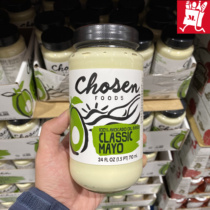 Chosen
FOODS
100% AVOCADO OIL BASED
CLASSIC
MAYO
24 FL OZ (1.5 PT) 710 mL